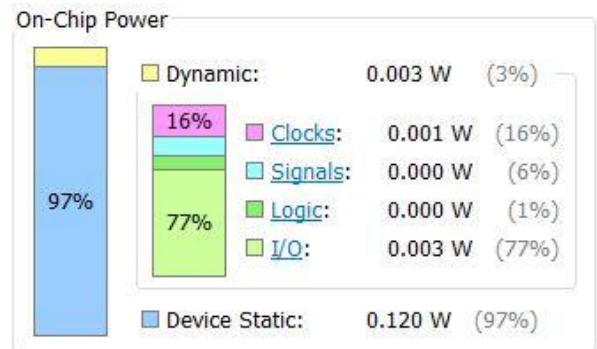 On-Chip Power
Dynamic: 0.003 W (3%)
16%
Clocks: 0.001 W (16%)
Signals: 0.000 W (6%)
97%
77%
Logic: 0.000 W (1%)
I/O: 0.003 W (77%)
Device Static: 0.120 W (97%)